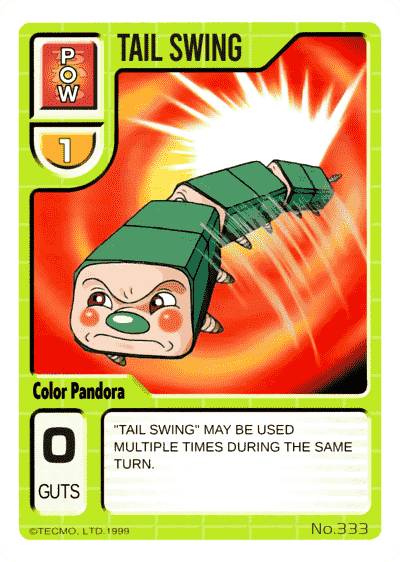 TAIL SWING
POW
1
Color Pandora
0
GUTS
"TAIL SWING" MAY BE USED
MULTIPLE TIMES DURING THE SAME
TURN.
©TECMO, LTD.1999
No.333